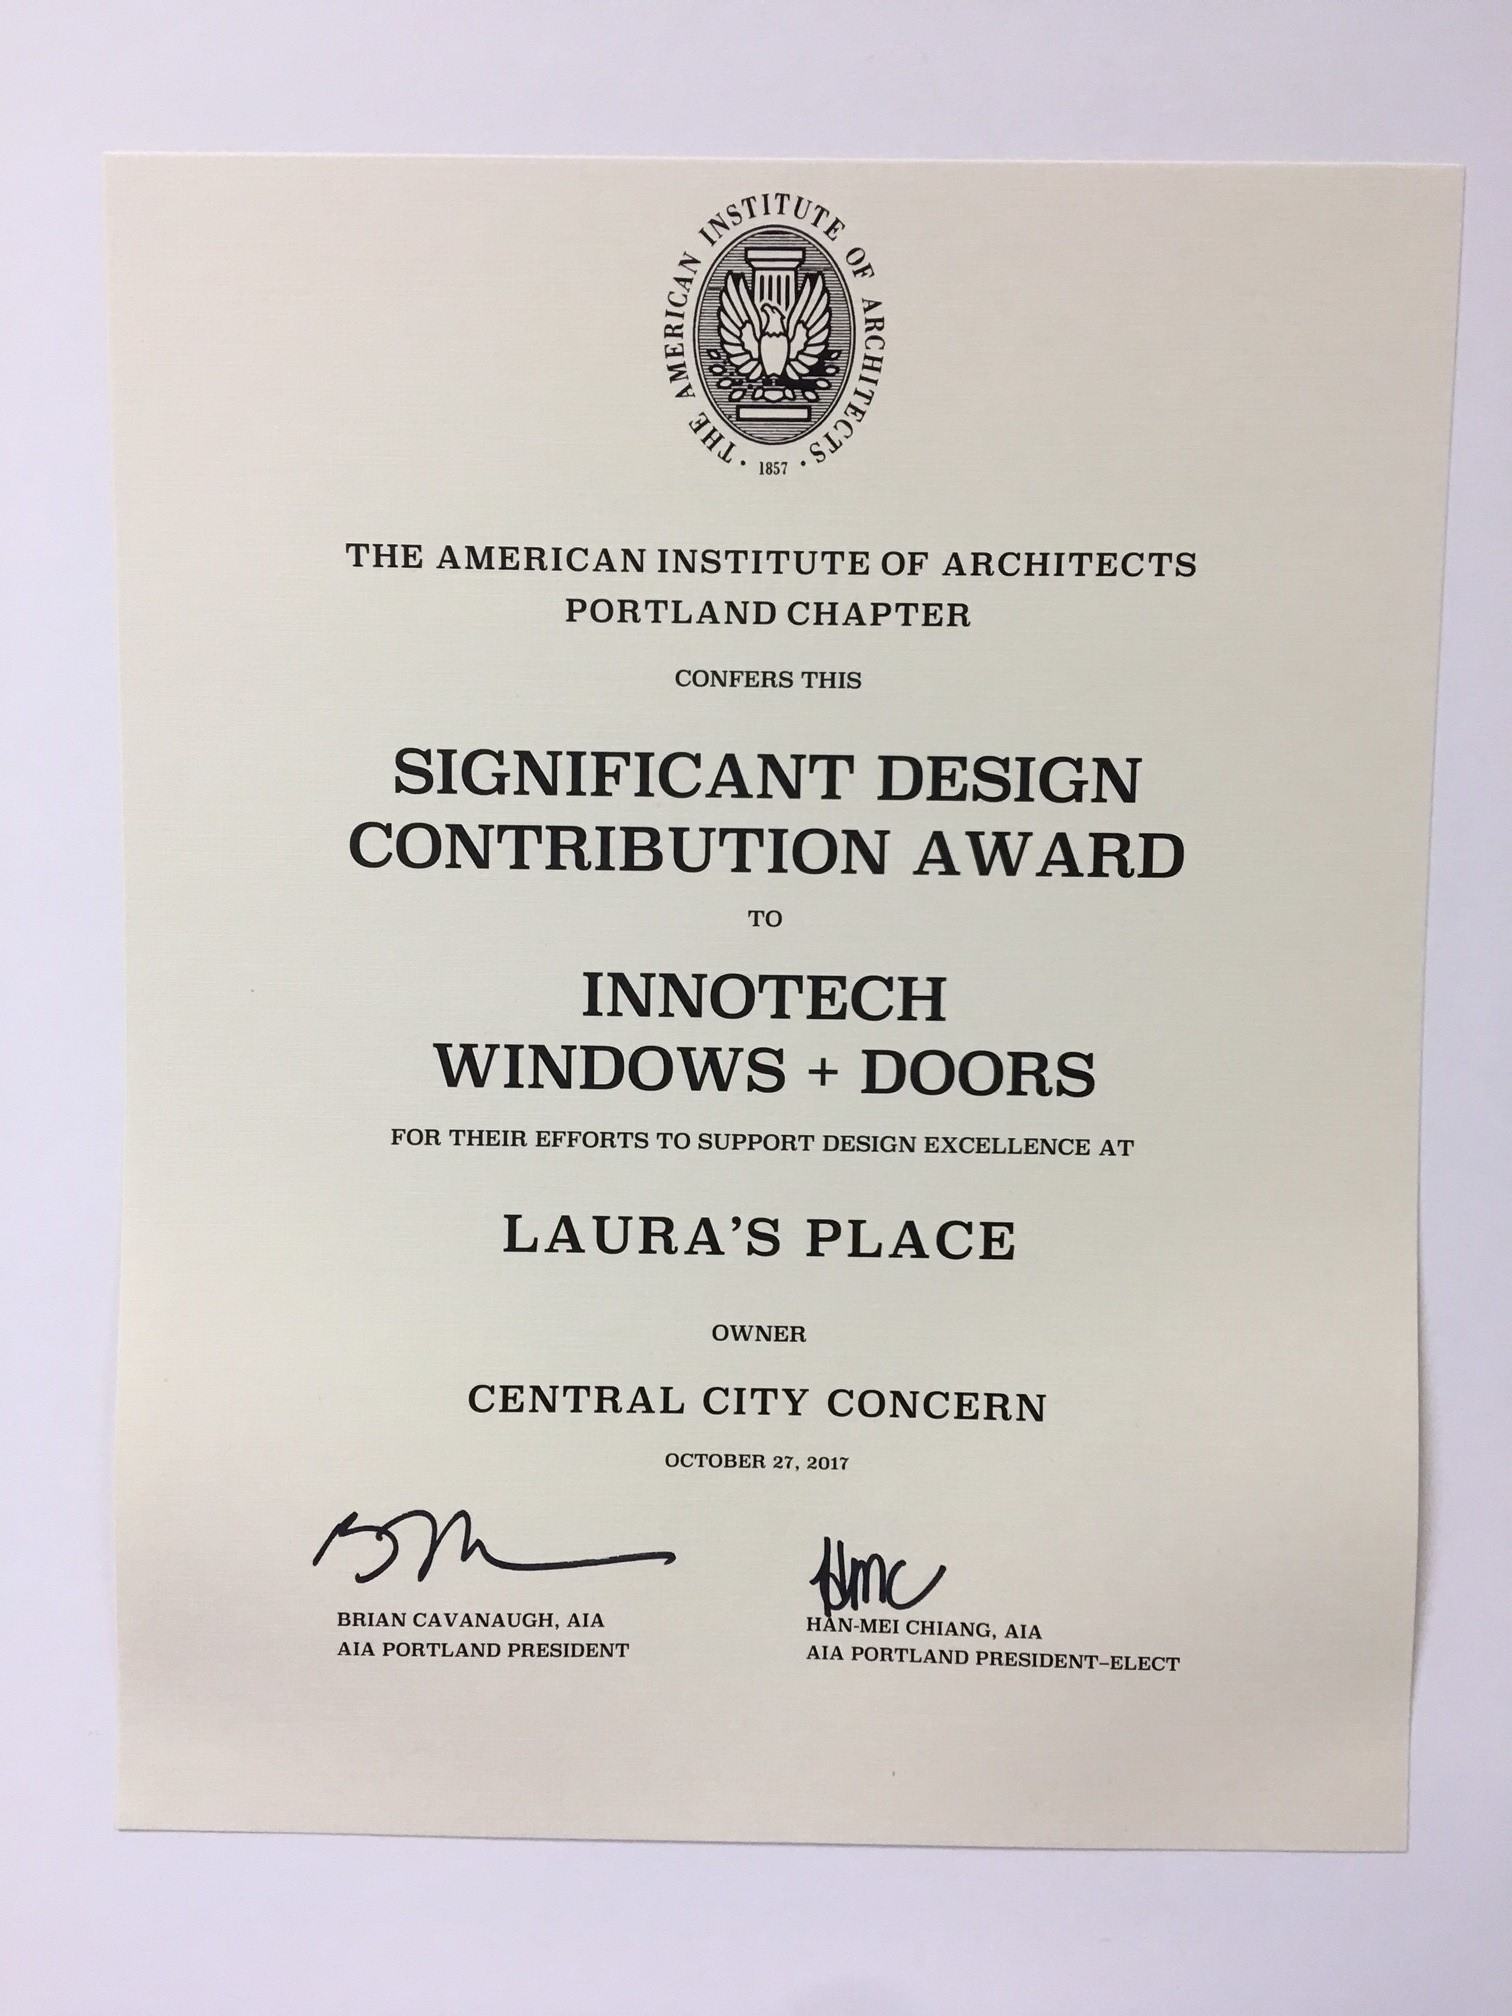 THE AMERICAN INSTITUTE OF ARCHITECTS
· 1857 ·
THE AMERICAN INSTITUTE OF ARCHITECTS
PORTLAND CHAPTER
CONFERS THIS
SIGNIFICANT DESIGN
CONTRIBUTION AWARD
TO
INNOTECH
WINDOWS + DOORS
FOR THEIR EFFORTS TO SUPPORT DESIGN EXCELLENCE AT
LAURA'S PLACE
OWNER
CENTRAL CITY CONCERN
OCTOBER 27, 2017
HMC
BRIAN CAVANAUGH, AIA
AIA PORTLAND PRESIDENT
HAN-MEI CHIANG, AIA
AIA PORTLAND PRESIDENT–ELECT